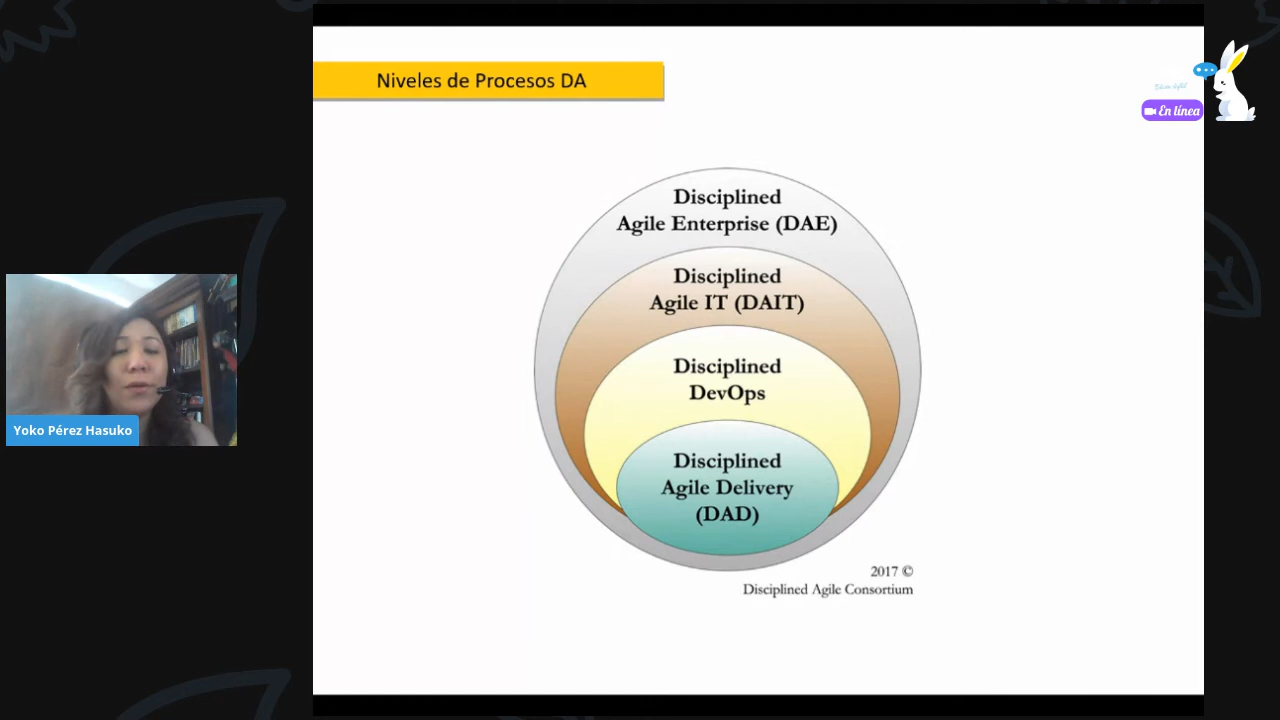 Niveles de Procesos DA
En línea
Disciplined
Agile Enterprise (DAE)
Disciplined
Agile IT (DAIT)
Disciplined
DevOps
Disciplined
Agile Delivery
(DAD)
Yoko Pérez Hasuko
2017 ©
Disciplined Agile Consortium